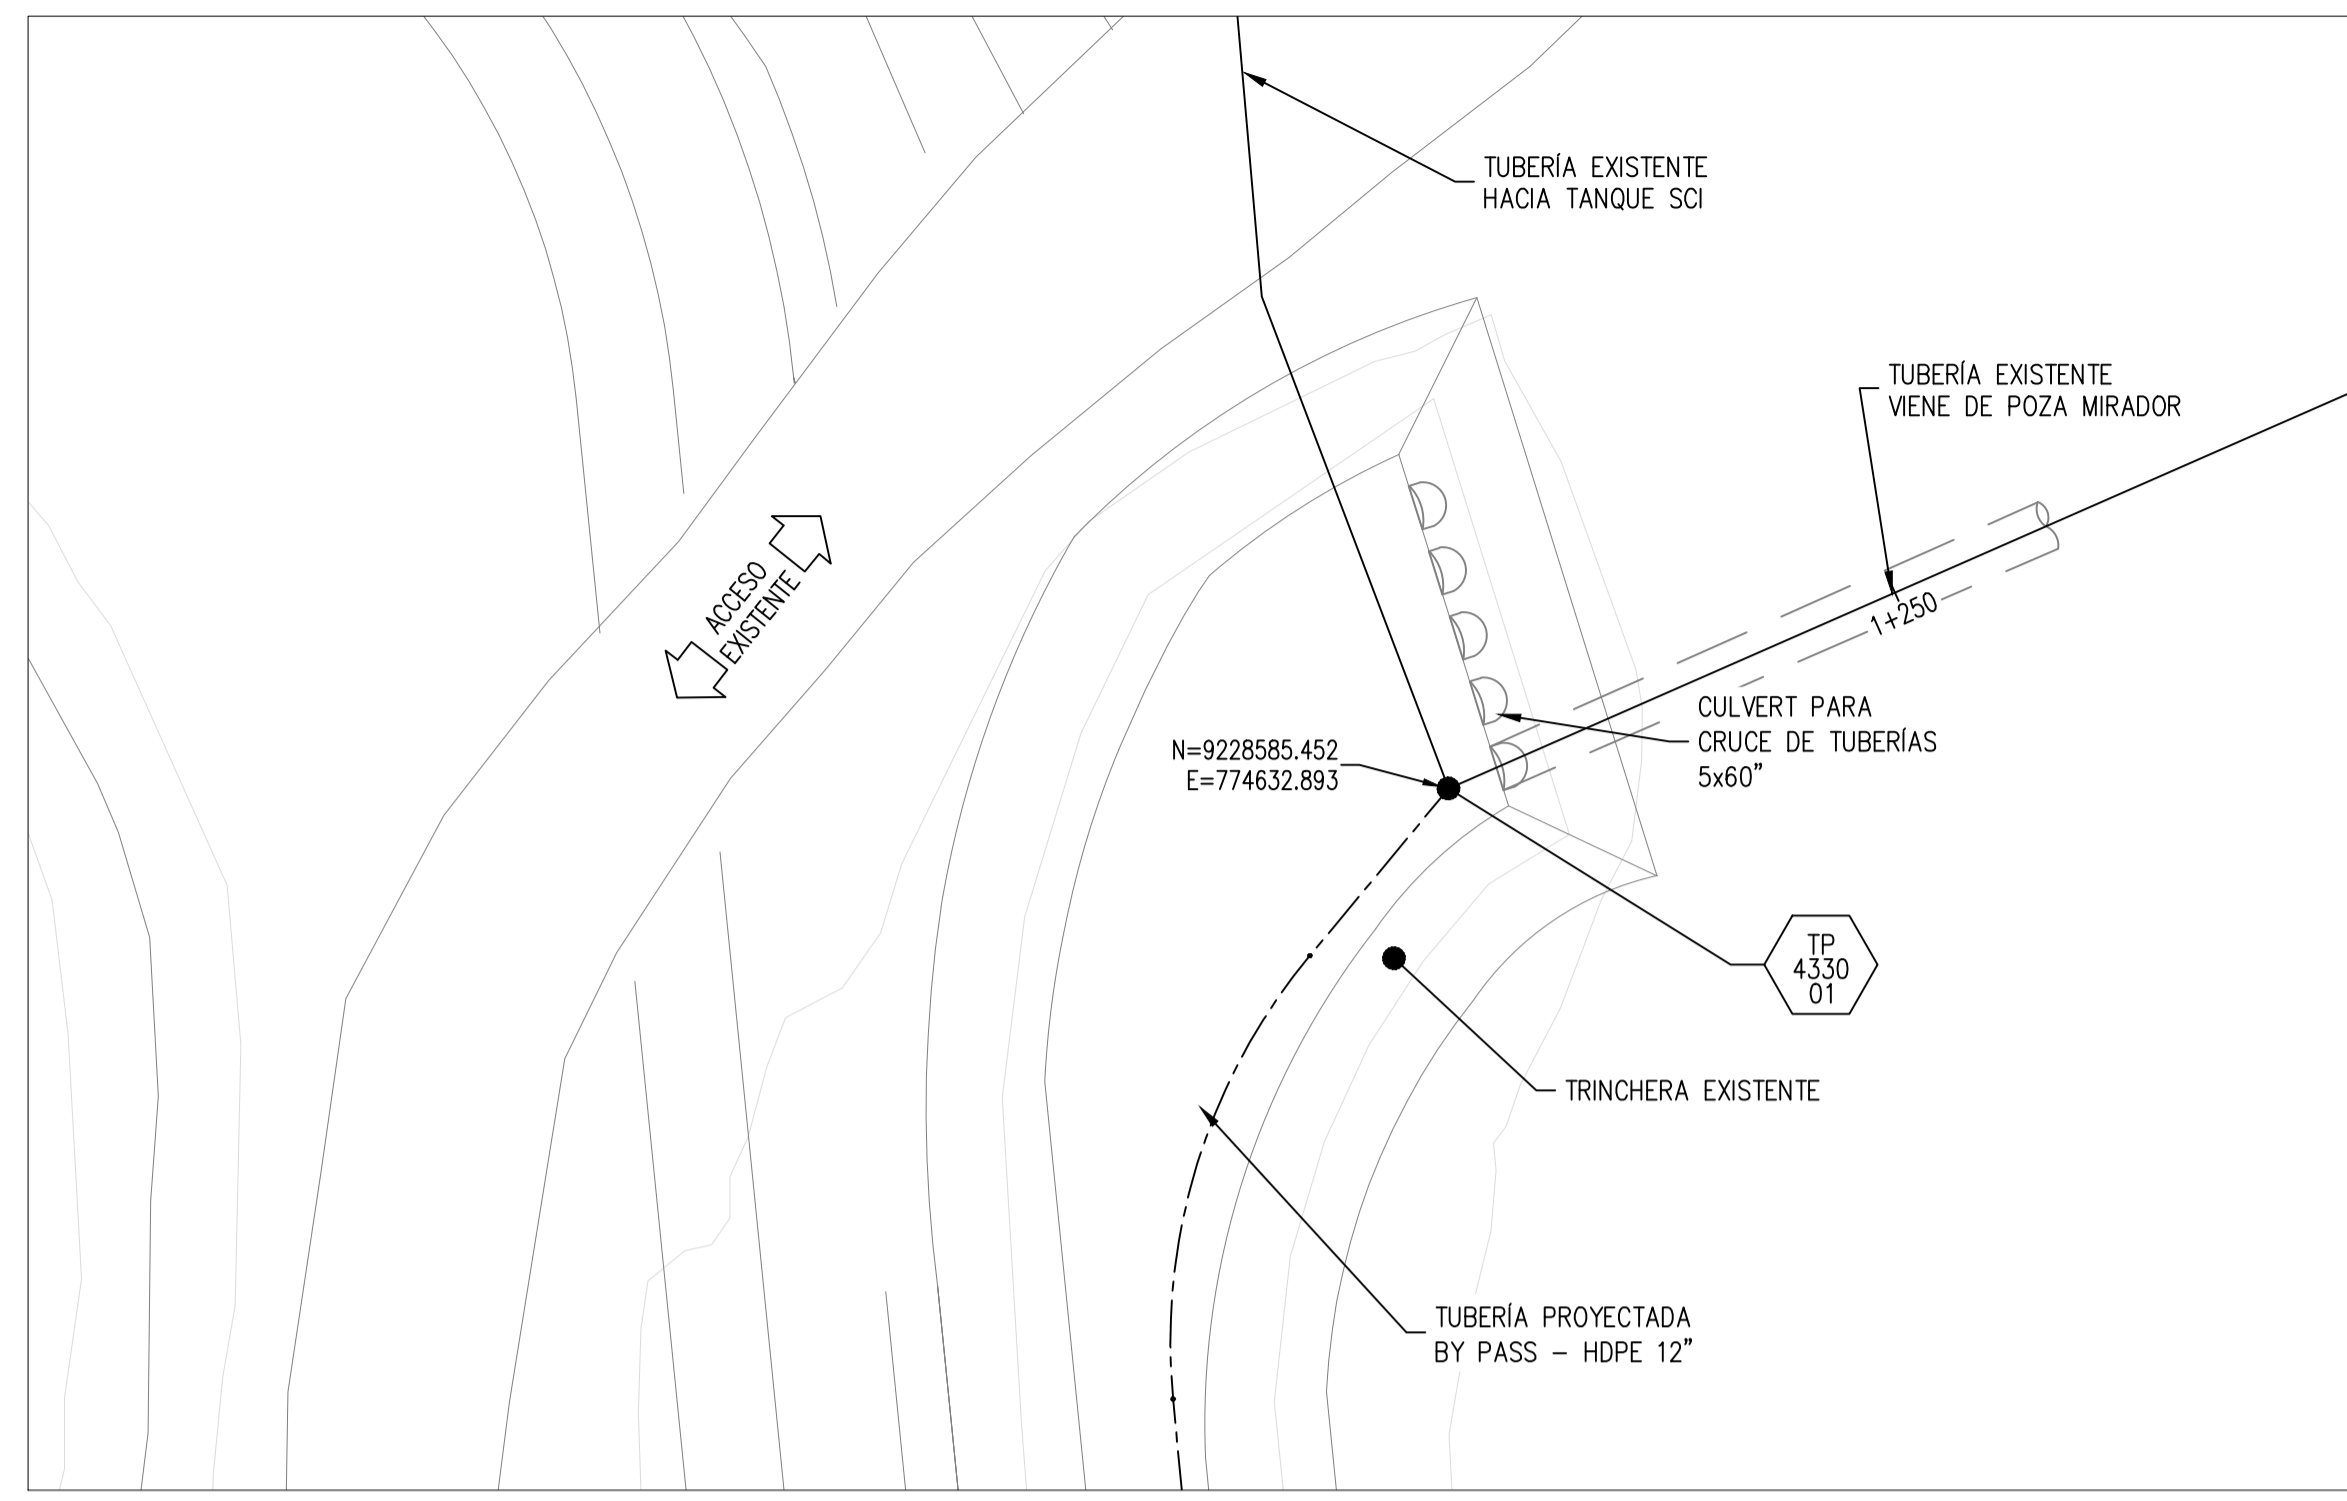 TUBERÍA EXISTENTE
HACIA TANQUE SCI
TUBERÍA EXISTENTE
VIENE DE POZA MIRADOR
ACCESO
EXISTENTE
1+250
CULVERT PARA
CRUCE DE TUBERÍAS
5x60"
N=9228585.452
E=774632.893
TP
4330
01
TRINCHERA EXISTENTE
TUBERÍA PROYECTADA
BY PASS – HDPE 12"